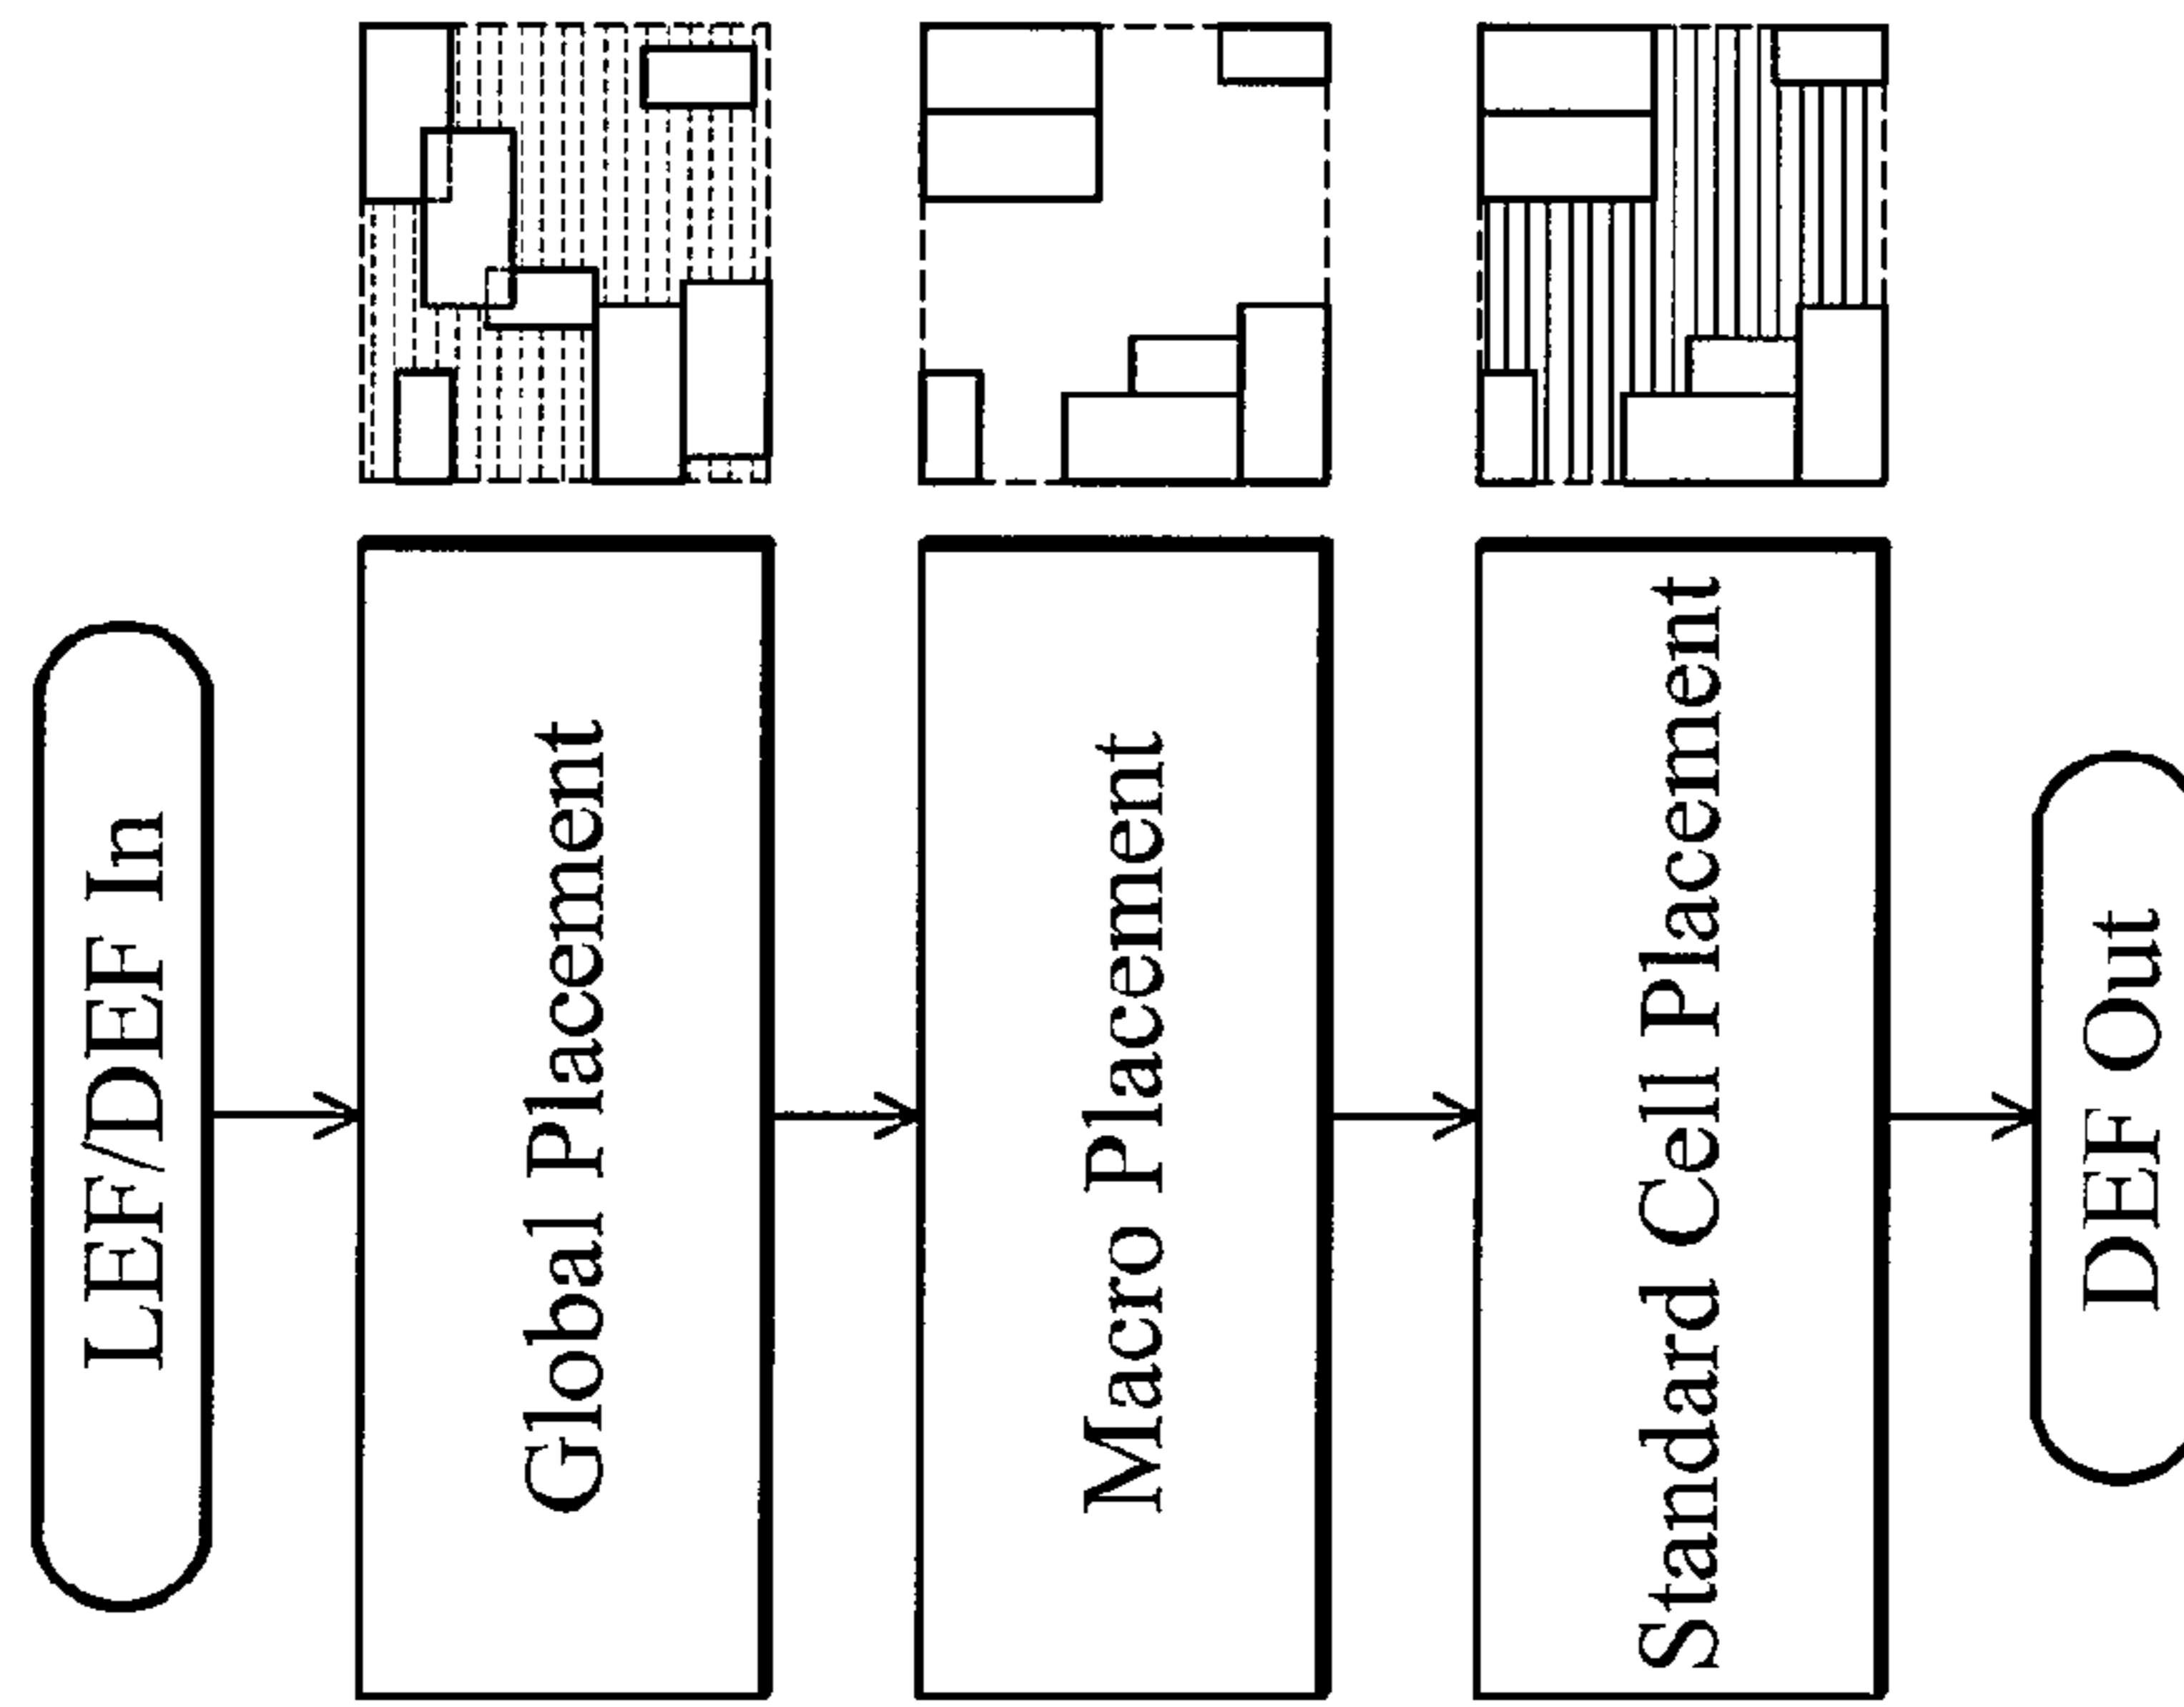 LEF/DEF In
Global Placement
Macro Placement
Standard Cell Placement
DEF Out